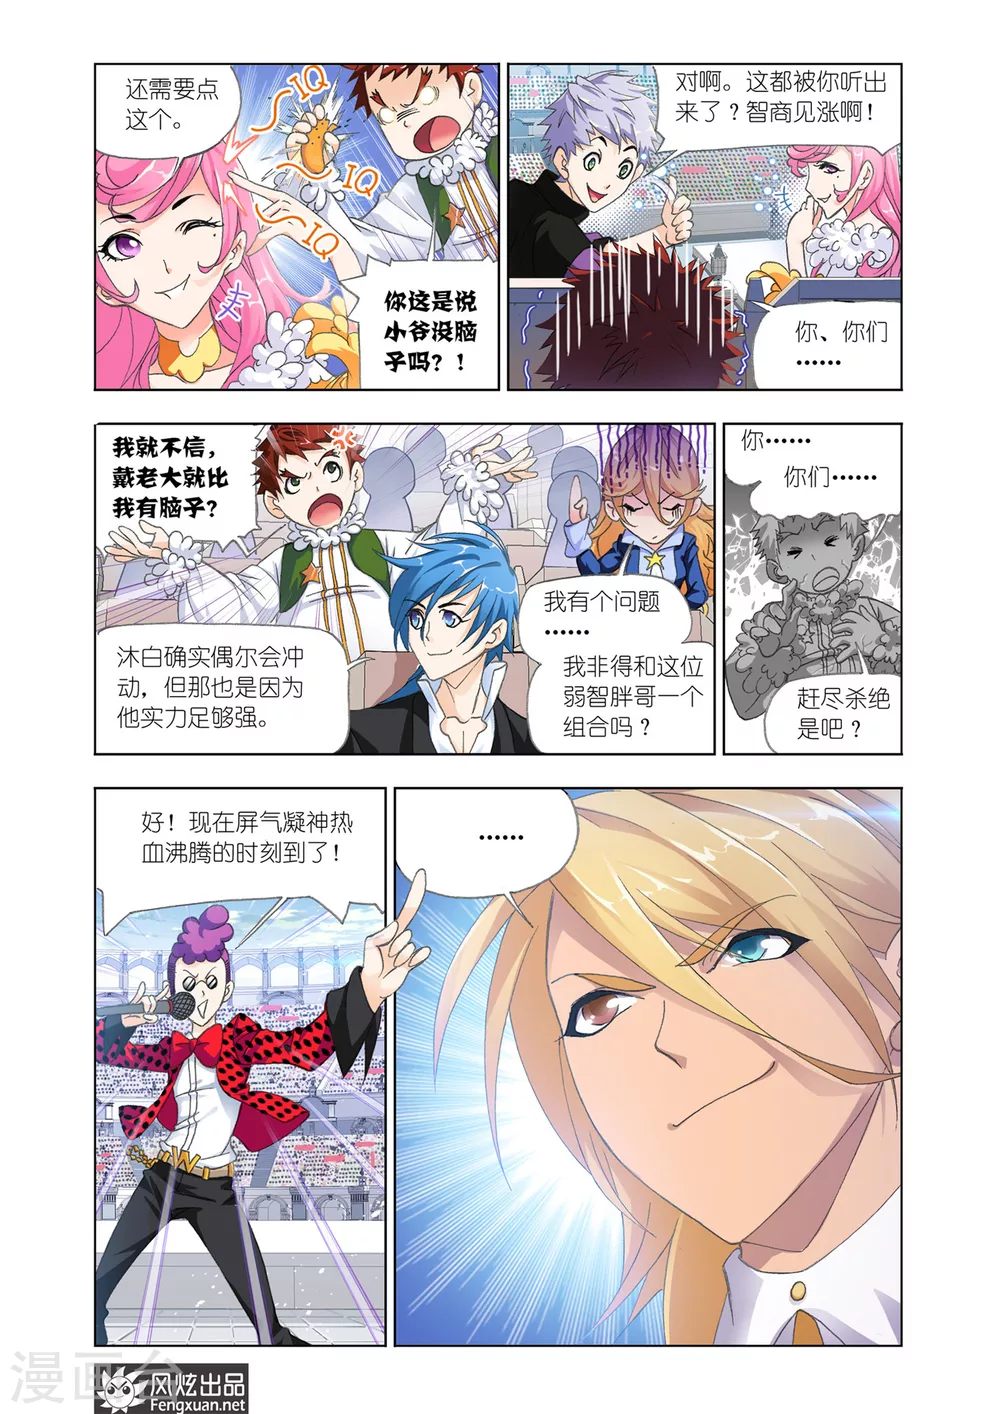 还需要点
这个。
IQ
IQ
IQ
你这是说
小爷没脑
子吗？！
对啊。这都被你听出
来了？智商见涨啊！
你、你们
……
我就不信，
戴老大就比
我有脑子？
沐白确实偶尔会冲
动，但那也是因为
他实力足够强。
我有个问题
……
我非得和这位
弱智胖哥一个
组合吗？
你……
你们……
赶尽杀绝
是吧？
好！现在屏气凝神热
血沸腾的时刻到了！
……
W
漫画台
风炫出品
Fengxuan.net